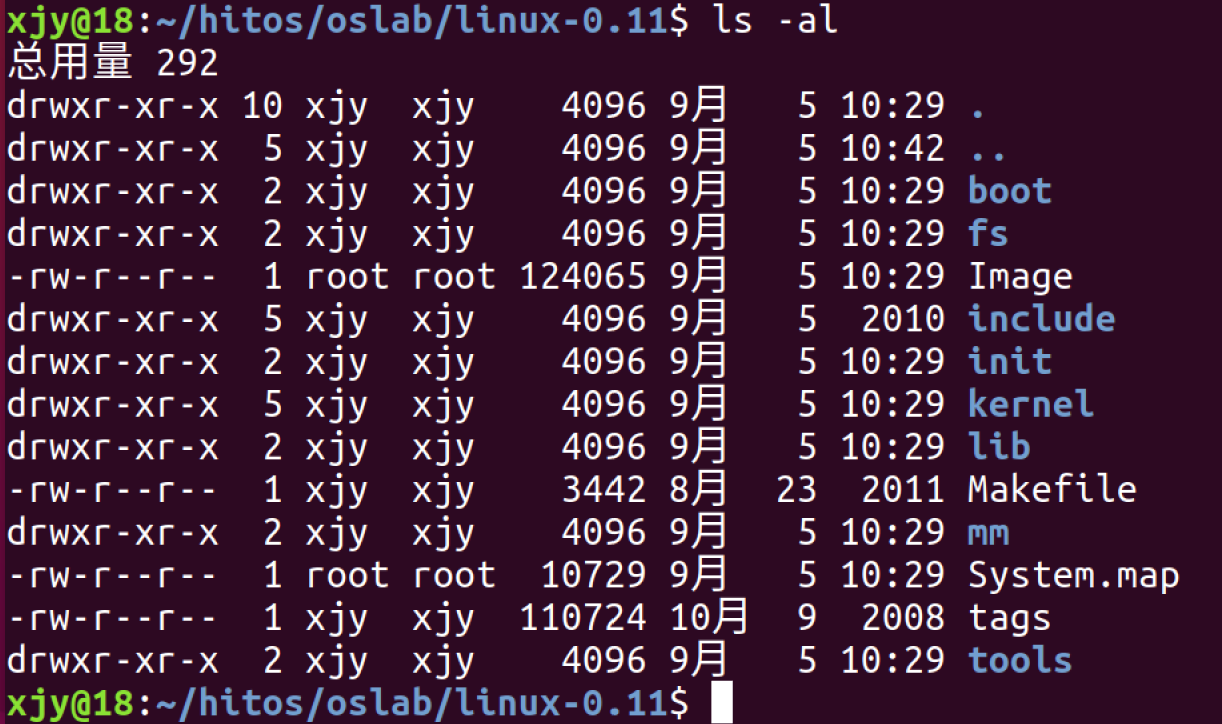 xjy@18:~/hitos/oslab/linux-0.11$ ls -al
总用量 292
drwxr-xr-x 10 xjy  xjy    4096 9月   5 10:29 .
drwxr-xr-x  5 xjy  xjy    4096 9月   5 10:42 ..
drwxr-xr-x  2 xjy  xjy    4096 9月   5 10:29 boot
drwxr-xr-x  2 xjy  xjy    4096 9月   5 10:29 fs
-rw-r--r--  1 root root 124065 9月   5 10:29 Image
drwxr-xr-x  5 xjy  xjy    4096 9月   5  2010 include
drwxr-xr-x  2 xjy  xjy    4096 9月   5 10:29 init
drwxr-xr-x  5 xjy  xjy    4096 9月   5 10:29 kernel
drwxr-xr-x  2 xjy  xjy    4096 9月   5 10:29 lib
-rw-r--r--  1 xjy  xjy    3442 8月  23  2011 Makefile
drwxr-xr-x  2 xjy  xjy    4096 9月   5 10:29 mm
-rw-r--r--  1 root root  10729 9月   5 10:29 System.map
-rw-r--r--  1 xjy  xjy  110724 10月  9  2008 tags
drwxr-xr-x  2 xjy  xjy    4096 9月   5 10:29 tools
xjy@18:~/hitos/oslab/linux-0.11$